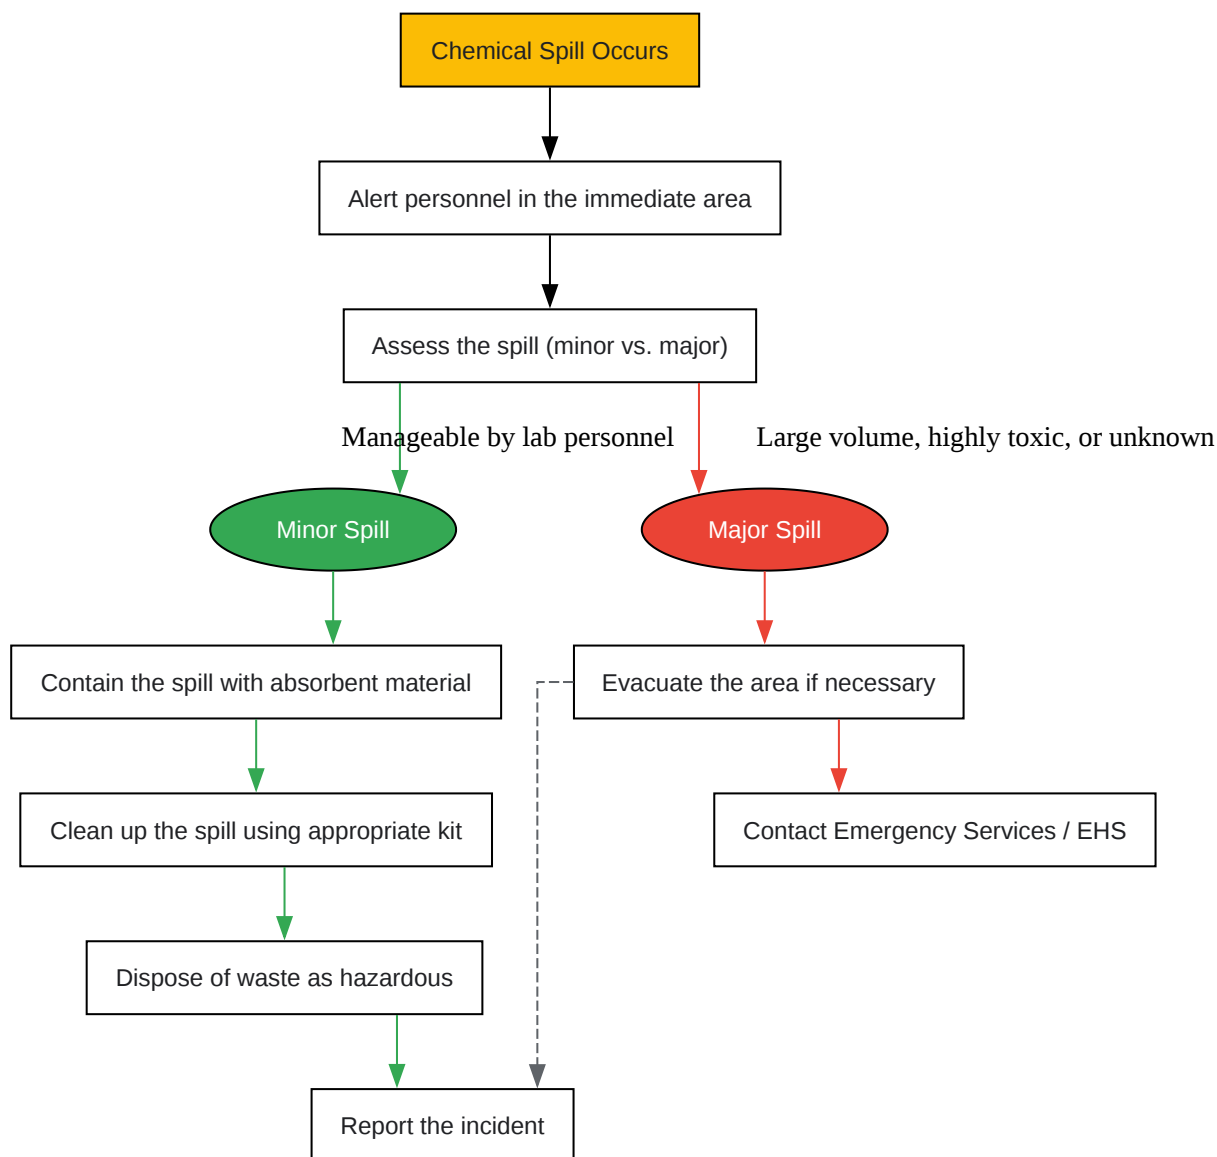 Chemical Spill Occurs
Alert personnel in the immediate area
Assess the spill (minor vs. major)
Manageable by lab personnel
Large volume, highly toxic, or unknown
Minor Spill
Major Spill
Contain the spill with absorbent material
Evacuate the area if necessary
Clean up the spill using appropriate kit
Contact Emergency Services / EHS
Dispose of waste as hazardous
Report the incident